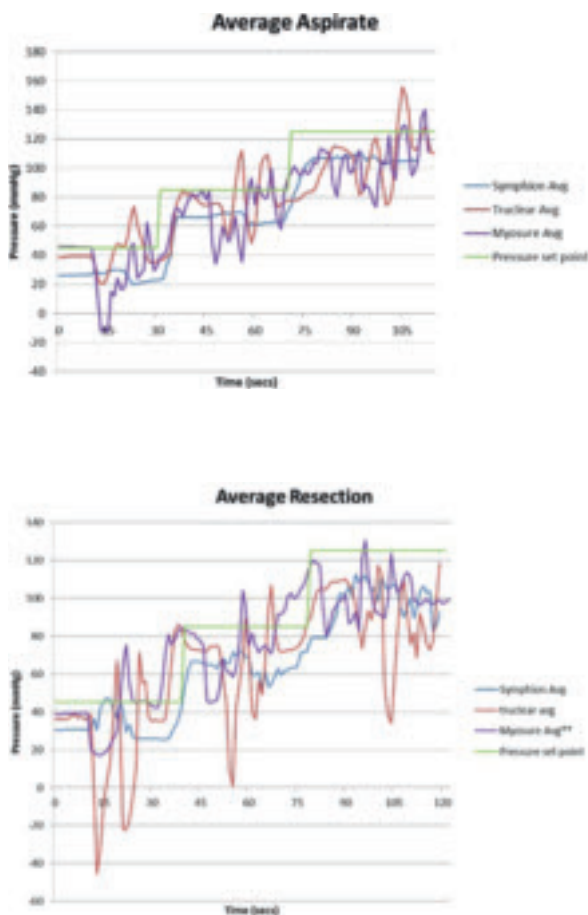 Average Aspirate
180
160
140
120
100
80
60
40
20
0
-20
-40
Pressure (mmHg)
0
15
30
45
60
75
90
105
Time (secs)
Symphion Avg
Truclear Avg
Myosure Avg
Pressure set point
Average Resection
140
120
100
80
60
40
20
0
-20
-40
-60
Pressure (mmHg)
0
15
30
45
60
75
90
105
120
Time (secs)
Symphion Avg
truclear avg
Myosure Avg**
Pressure set point